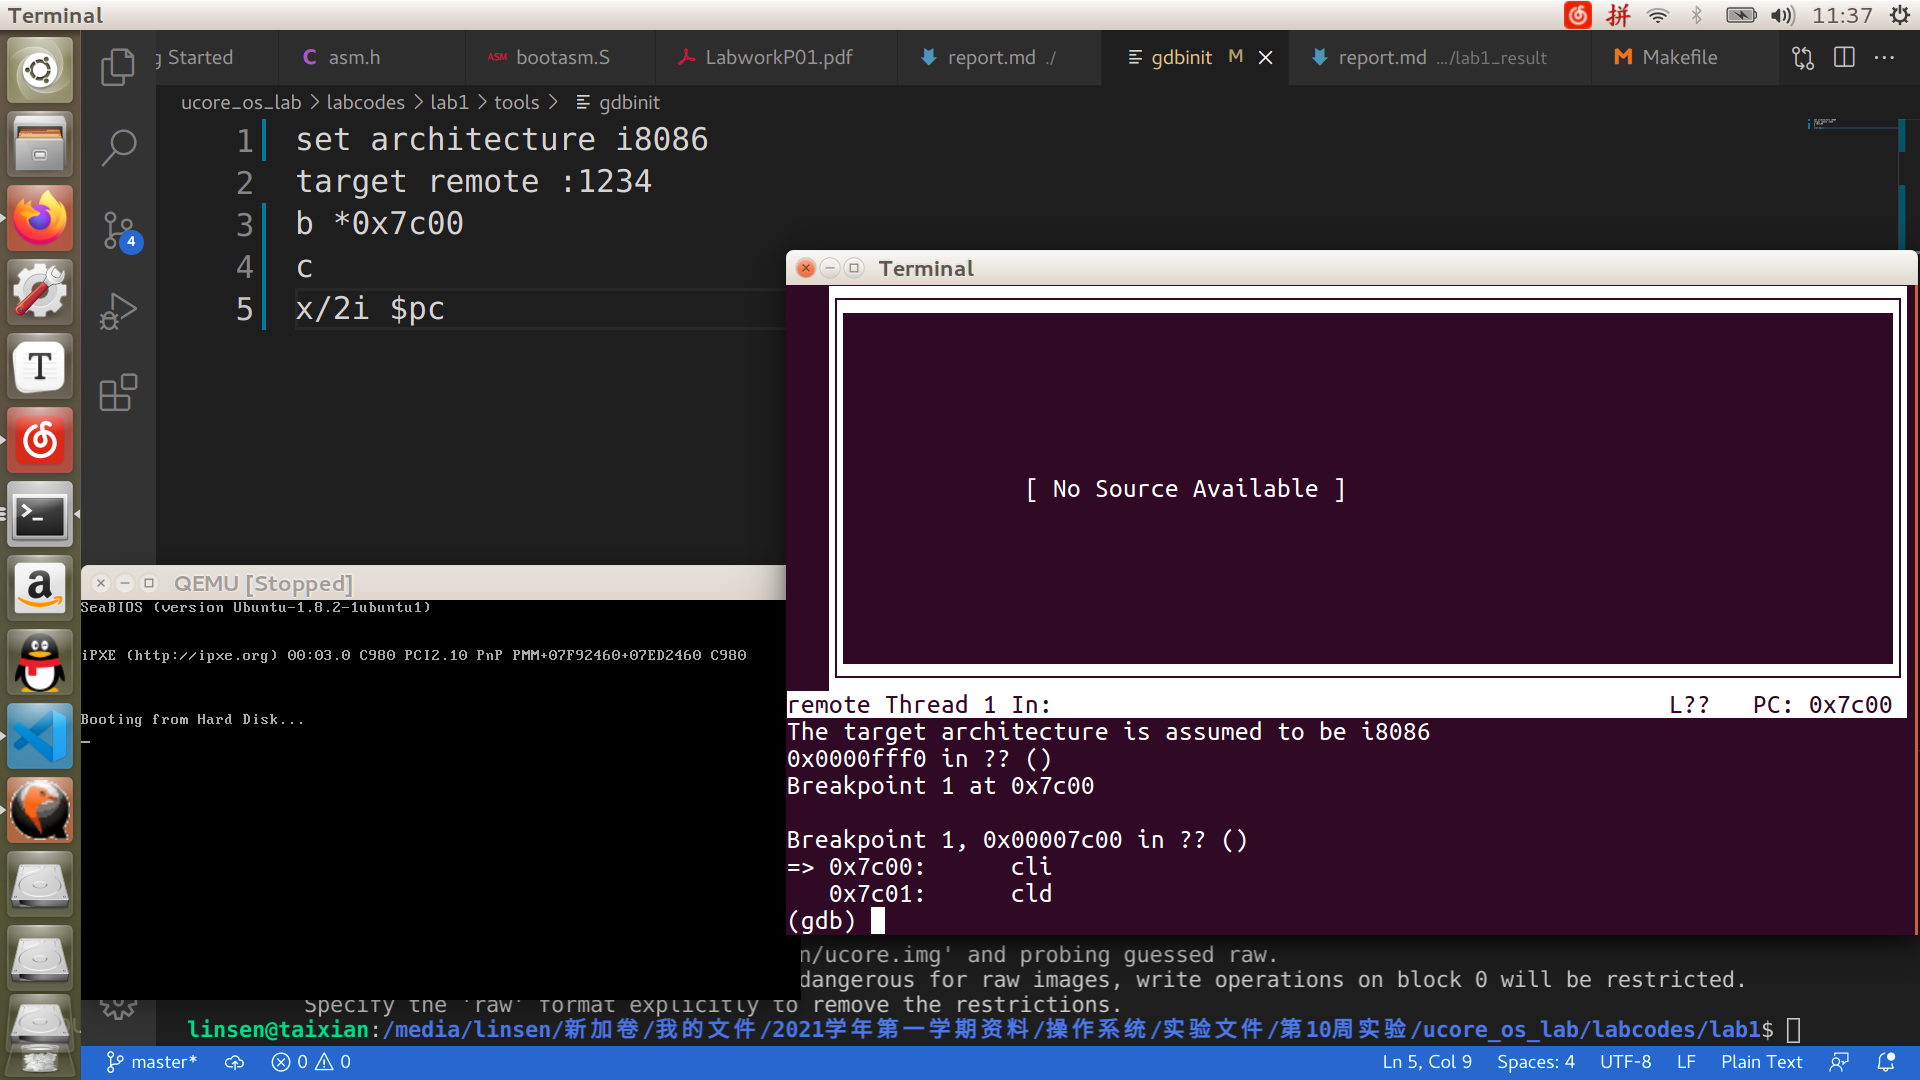 Terminal
拼
11:37
g Started
C asm.h
ASM bootasm.S
LabworkP01.pdf
report.md ./
gdbinit M
report.md .../lab1_result
M Makefile
ucore_os_lab > labcodes > lab1 > tools > gdbinit
1 set architecture i8086
2 target remote :1234
3 b *0x7c00
4 c
5 x/2i $pc
4
T
a
Terminal
[ No Source Available ]
remote Thread 1 In: L?? PC: 0x7c00
The target architecture is assumed to be i8086
0x0000fff0 in ?? ()
Breakpoint 1 at 0x7c00
Breakpoint 1, 0x00007c00 in ?? ()
=> 0x7c00: cli
0x7c01: cld
(gdb)
QEMU [Stopped]
SeaBIOS (version Ubuntu-1.8.2-1ubuntu1)
iPXE (http://ipxe.org) 00:03.0 C980 PCI2.10 PnP PMM+07F92460+07ED2460 C980
Booting from Hard Disk...
n/ucore.img' and probing guessed raw.
dangerous for raw images, write operations on block 0 will be restricted.
Specify the 'raw' format explicitly to remove the restrictions.
linsen@taixian:/media/linsen/新加卷/我的文件/2021学年第一学期资料/操作系统/实验文件/第10周实验/ucore_os_lab/labcodes/lab1$
master* 0 0 Ln 5, Col 9 Spaces: 4 UTF-8 LF Plain Text